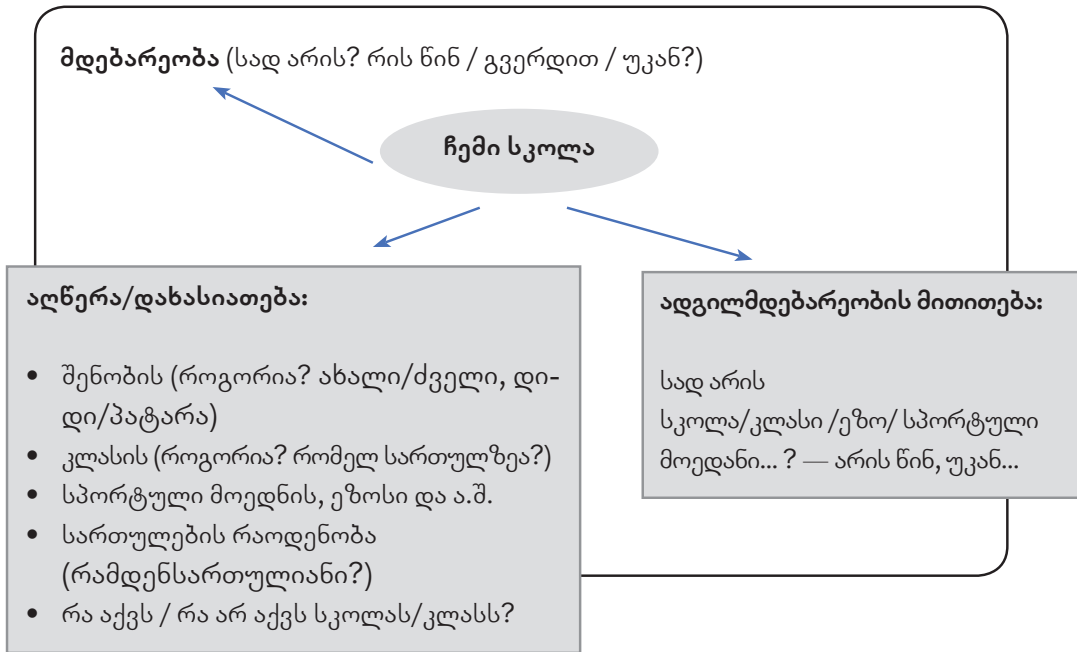 მდებარეობა (სად არის? რის წინ / გვერდით / უკან?)
ჩემი სკოლა
აღწერა/დახასიათება:
• შენობის (როგორია? ახალი/ძველი, დი-
დი/პატარა)
• კლასის (როგორია? რომელ სართულზეა?)
• სპორტული მოედნის, ეზოსი და ა.შ.
• სართულების რაოდენობა
(რამდენსართულიანი?)
• რა აქვს / რა არ აქვს სკოლას/კლასს?
ადგილმდებარეობის მითითება:
სად არის
სკოლა/კლასი /ეზო/ სპორტული
მოედანი... ? — არის წინ, უკან...